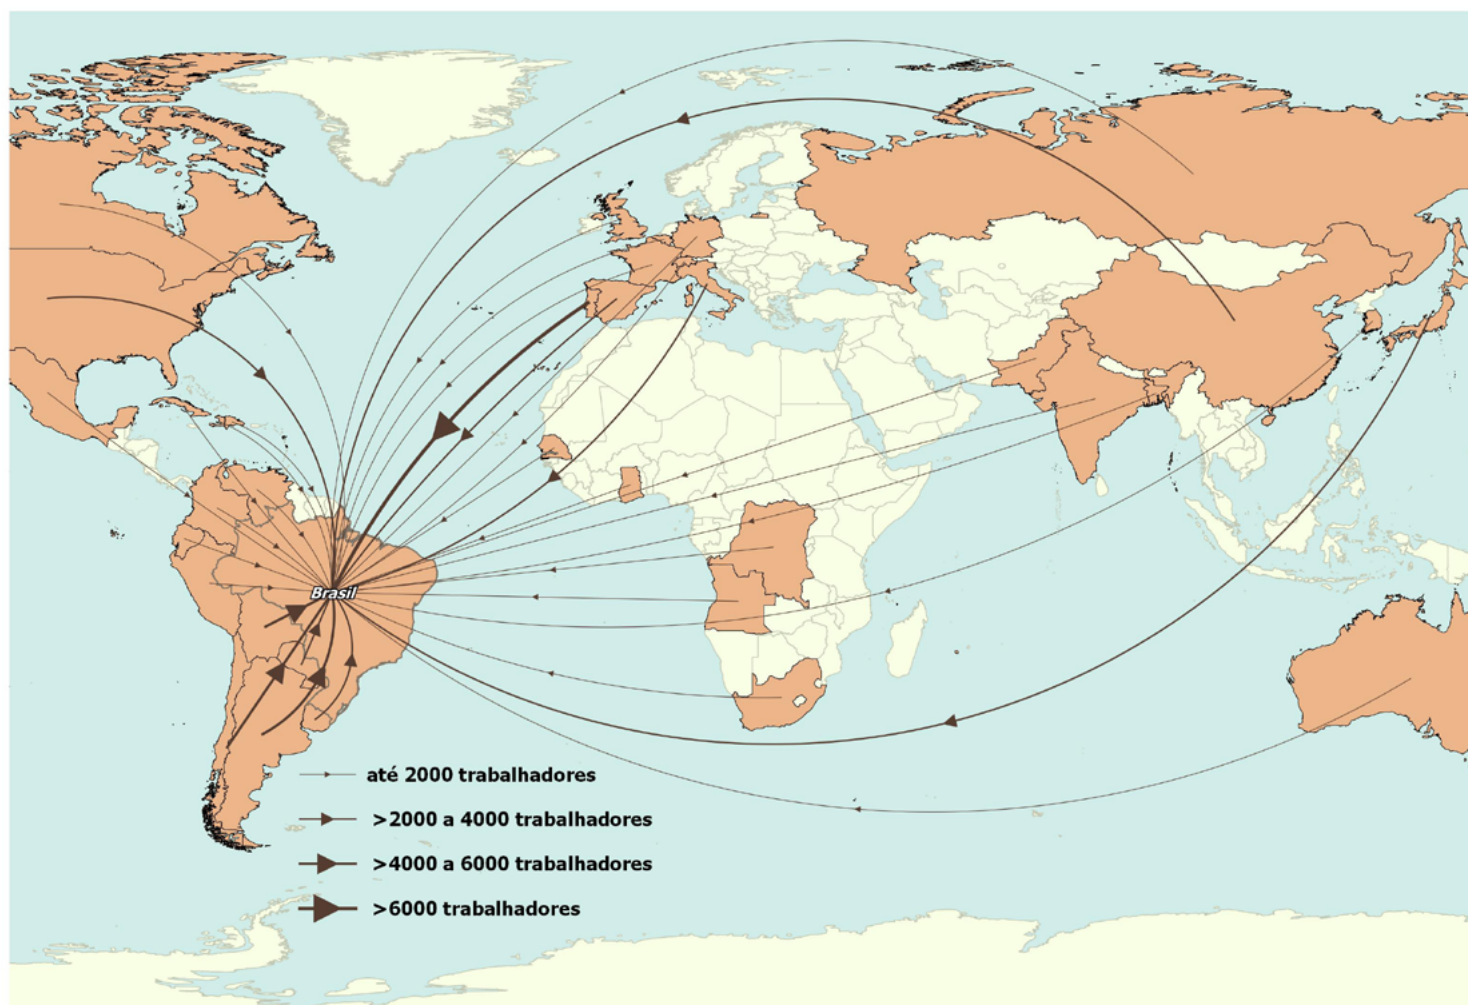 Brasil
até 2000 trabalhadores
>2000 a 4000 trabalhadores
>4000 a 6000 trabalhadores
>6000 trabalhadores